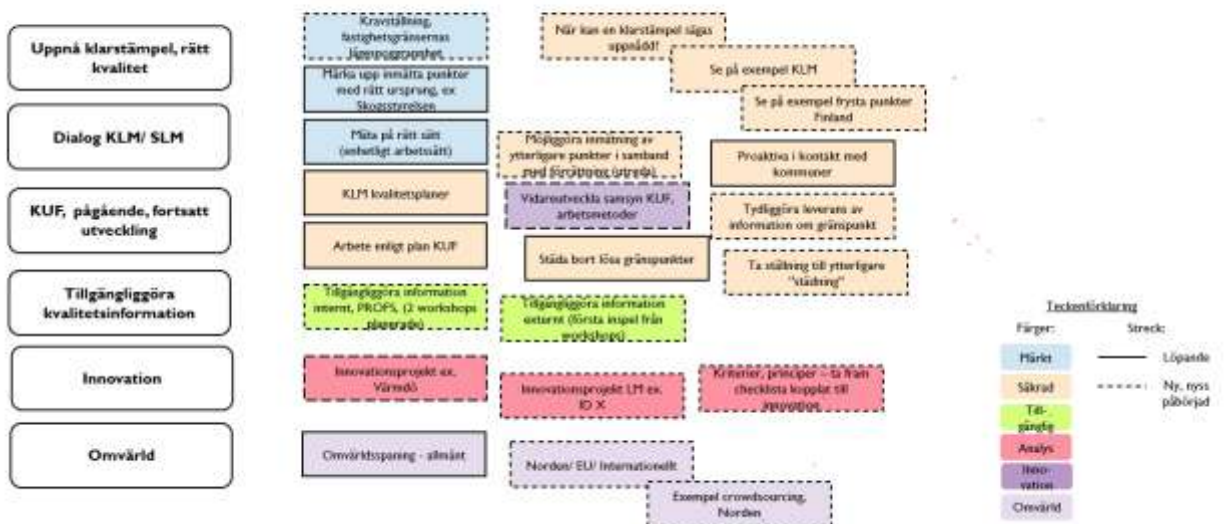 Uppnå klarstämpel, rätt
kvalitet
Kravställning,
fastighetsgränsernas
lägesnoggrannhet
När kan en klarstämpel sägas
uppnådd?
Se på exempel KLM
Märka upp inmätta punkter
med rätt ursprung, ex
Skogsstyrelsen
Se på exempel frysta punkter
Finland
Dialog KLM/ SLM
Mäta på rätt sätt
(enhetligt arbetssätt)
Möjliggöra inmätning av
ytterligare punkter i samband
med förrättning (utreda)
Proaktiva i kontakt med
kommuner
KUF, pågående, fortsatt
utveckling
KLM kvalitetsplaner
Vidareutveckla samsyn KUF,
arbetsmetoder
Tydliggöra leverans av
information om gränspunkt
Arbete enligt plan KUF
Städa bort lösa gränspunkter
Ta ställning till ytterligare
"städning"
Tillgängliggöra
kvalitetsinformation
Tillgängliggöra information
internt, PROFS, (2 workshops
planerade)
Tillgängliggöra information
externt (första inspel från
workshops)
Innovation
Innovationsprojekt ex.
Värmdö
Innovationsprojekt LM ex.
ID X
Kriterier, principer – ta fram
checklista kopplat till
innovation
Omvärld
Omvärldsspaning - allmänt
Norden/ EU/ Internationellt
Exempel crowdsourcing,
Norden
Teckenförklaring
Färger:
Streck:
Märkt
Löpande
Säkrad
Ny, nyss
påbörjad
Till-
gänglig
Analys
Inno-
vation
Omvärld